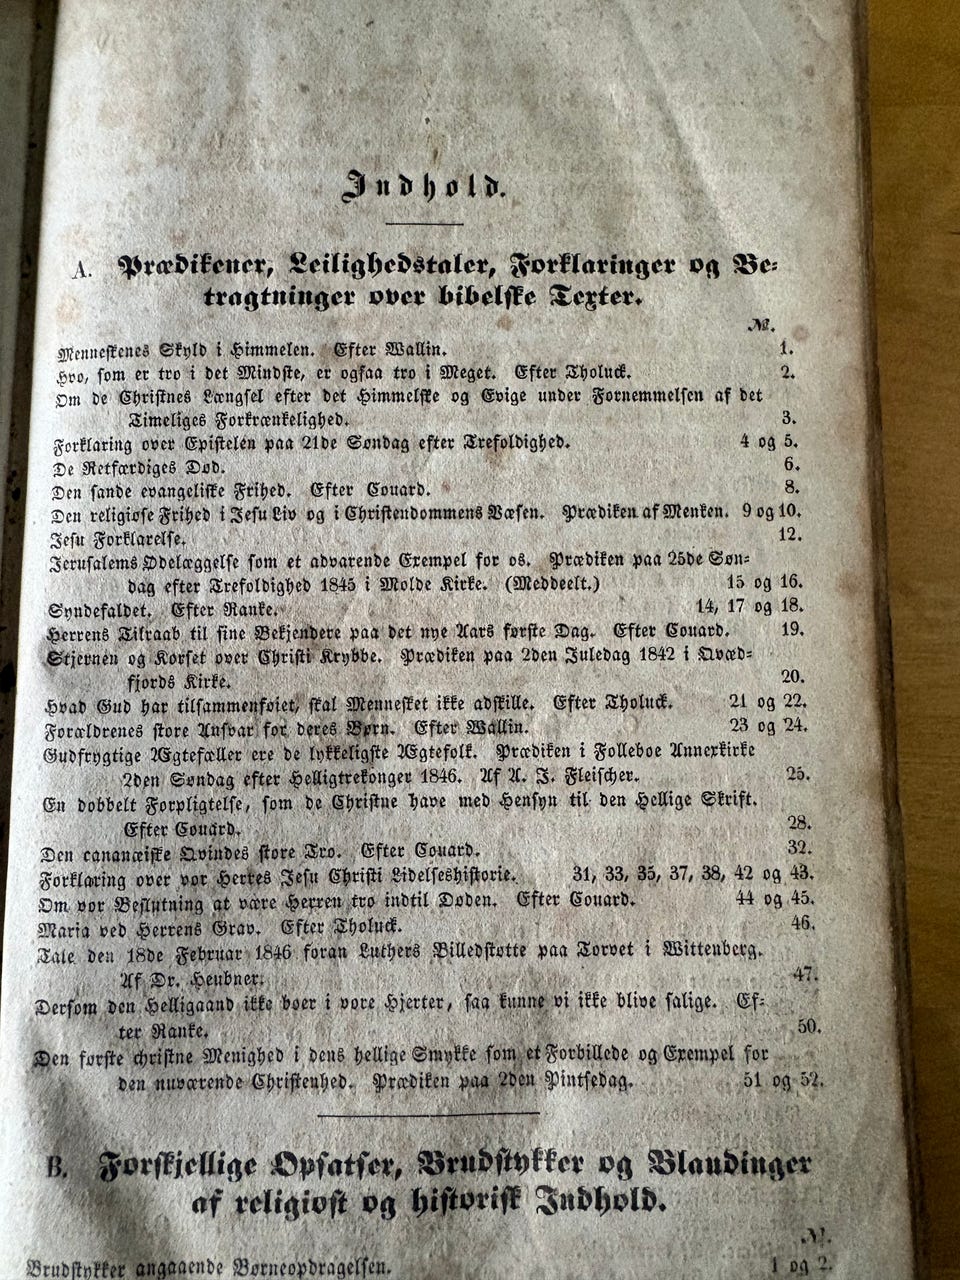 Indhold.
A. Prædikener, Leilighedstaler, Forklaringer og Be-
tragtninger over bibelske Texter.
№.
Menneskenes Skyld i Himmelen. Efter Wallin. 1.
Hvo, som er tro i det Mindste, er ogsaa tro i Meget. Efter Tholuck. 2.
Om de Christnes Længsel efter det Himmelske og Evige under Fornemmelsen af det
Timeliges Forkrænkelighed. 3.
Forklaring over Epistelen paa 21de Søndag efter Trefoldighed. 4 og 5.
De Retfærdiges Død. 6.
Den sande evangeliske Frihed. Efter Couard. 8.
Den religiøse Frihed i Jesu Liv og i Christendommens Væsen. Prædiken af Menken. 9 og 10.
Jesu Forklarelse. 12.
Jerusalems Ødelæggelse som et advarende Exempel for os. Prædiken paa 25de Søn-
dag efter Trefoldighed 1845 i Molde Kirke. (Meddeelt.) 15 og 16.
Syndefaldet. Efter Ranke. 14, 17 og 18.
Herrens Tilraab til sine Bekjendere paa det nye Aars første Dag. Efter Couard. 19.
Stjernen og Korset over Christi Krybbe. Prædiken paa 2den Juledag 1842 i Qvæd-
fjords Kirke. 20.
Hvad Gud har tilsammenføiet, skal Mennesket ikke adskille. Efter Tholuck. 21 og 22.
Forældrenes store Ansvar for deres Børn. Efter Wallin. 23 og 24.
Gudfrygtige Ægtefæller ere de lykkeligste Ægtefolk. Prædiken i Folleboe Annexkirke
2den Søndag efter Helligtrekonger 1846. Af A. J. Fleischer. 25.
En dobbelt Forpligtelse, som de Christne have med Hensyn til den Hellige Skrift.
Efter Couard. 28.
Den cananæiske Qvindes store Tro. Efter Couard. 32.
Forklaring over vor Herres Jesu Christi Lidelseshistorie. 31, 33, 35, 37, 38, 42 og 43.
Om vor Beslutning at være Herren tro indtil Døden. Efter Couard. 44 og 45.
Maria ved Herrens Grav. Efter Tholuck. 46.
Tale den 18de Februar 1846 foran Luthers Billedstøtte paa Torvet i Wittenberg.
Af Dr. Heubner. 47.
Dersom den Helligaand ikke boer i vore Hjerter, saa kunne vi ikke blive salige. Ef-
ter Ranke. 50.
Den første christne Menighed i dens hellige Smykke som et Forbillede og Exempel for
den nuværende Christenhed. Prædiken paa 2den Pintsedag. 51 og 52.
B. Forskjellige Opsatser, Brudstykker og Blandinger
af religiøst og historisk Indhold.
№.
Brudstykker angaaende Børneopdragelsen. 1 og 2.